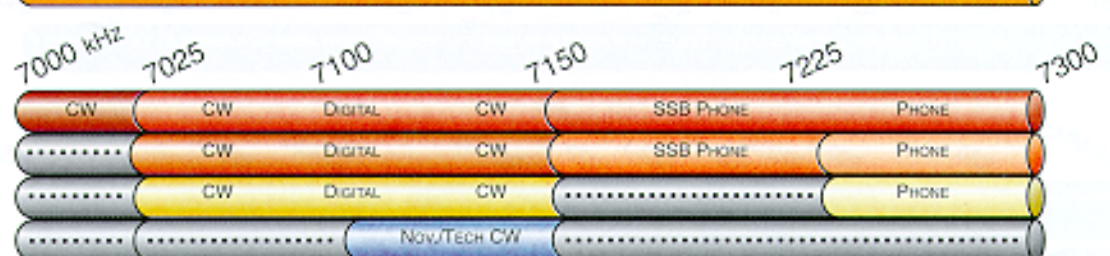 7000 kHz 7025 7100 7150 7225 7300
CW CW DIGITAL CW SSB PHONE PHONE
CW DIGITAL CW SSB PHONE PHONE
CW DIGITAL CW PHONE
NOV./TECH CW